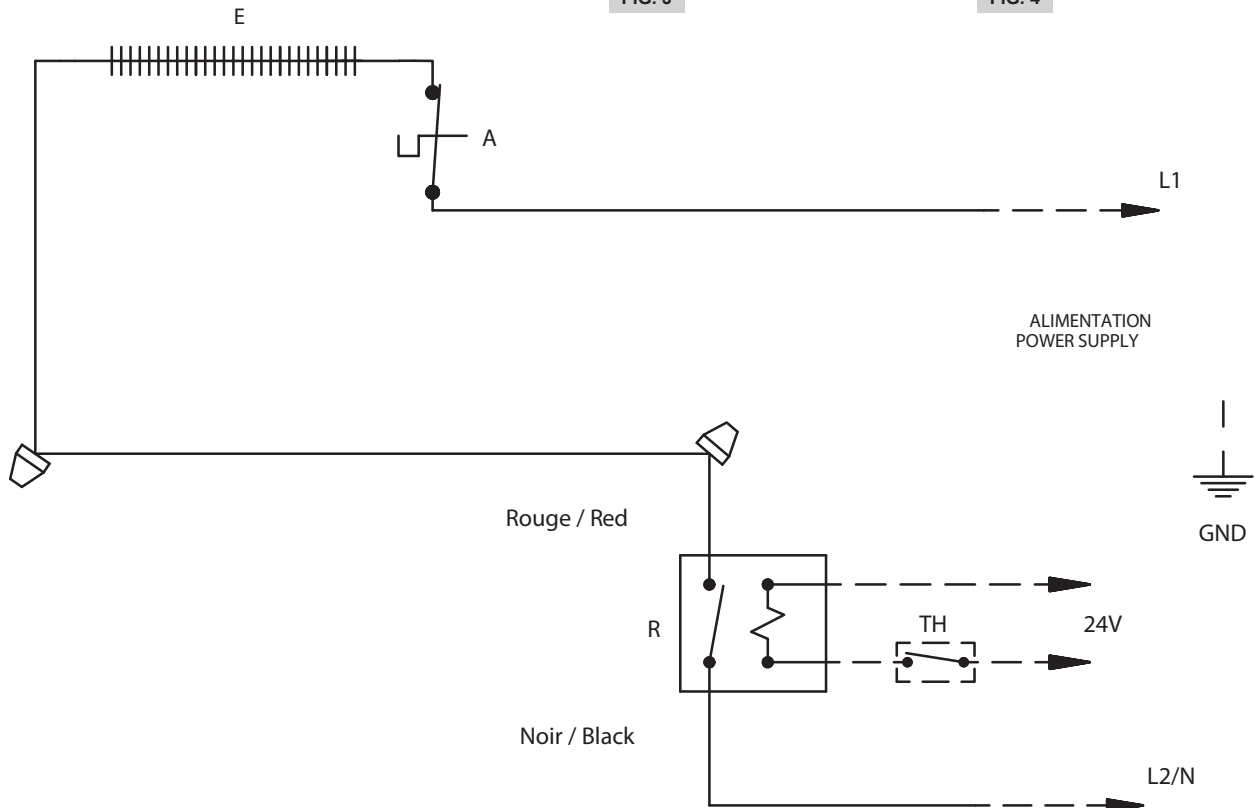 E
A
L1
ALIMENTATION
POWER SUPPLY
Rouge / Red
GND
R
TH
24V
Noir / Black
L2/N